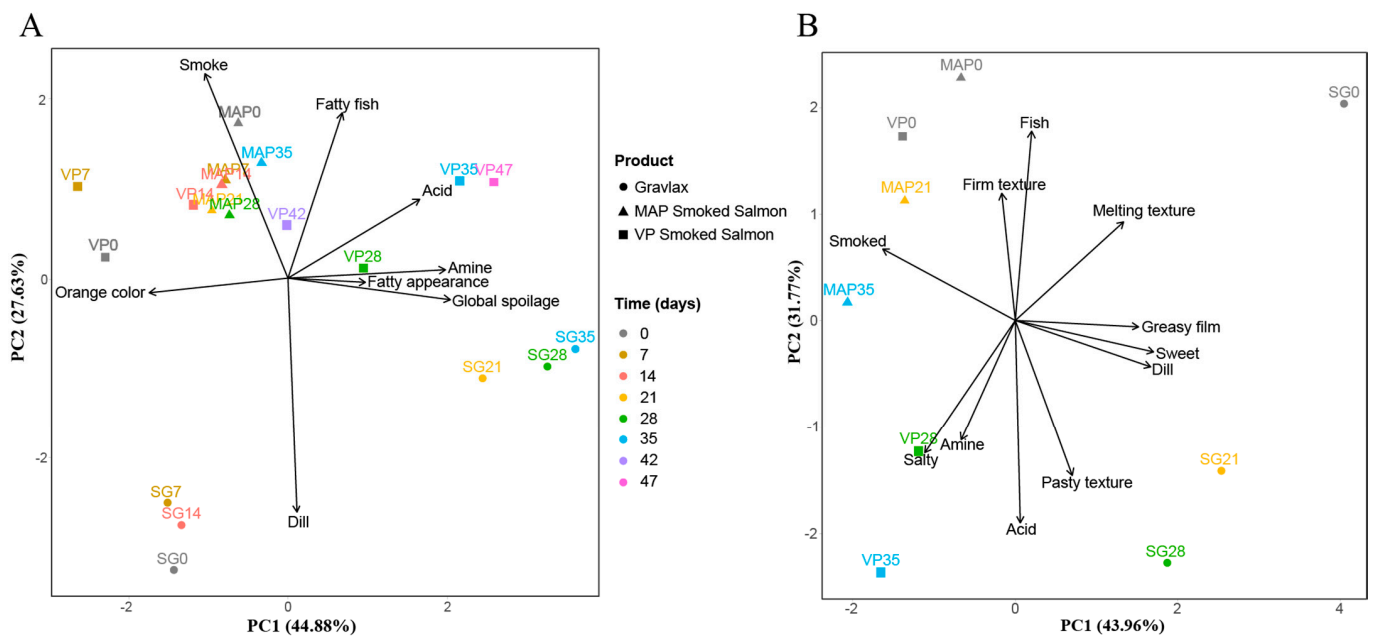 A
B
Smoke
MAP0
Fatty fish
MAP35
MAP7
MAP14
VP7
VP14
MAP21
MAP28
VP35
VP47
Acid
VP42
VP0
VP28
Amine
Fatty appearance
Orange color
Global spoilage
SG35
SG28
SG21
SG7
SG14
Dill
SG0
2
0
-2
PC2 (27.63%)
-2
0
2
PC1 (44.88%)
Product
Gravlax
MAP Smoked Salmon
VP Smoked Salmon
Time (days)
0
7
14
21
28
35
42
47
MAP0
SG0
VP0
Fish
MAP21
Firm texture
Melting texture
Smoked
MAP35
Greasy film
Sweet
Dill
VP28
Amine
Salty
SG21
Pasty texture
Acid
VP35
SG28
2
1
0
-1
-2
PC2 (31.77%)
-2
0
2
4
PC1 (43.96%)